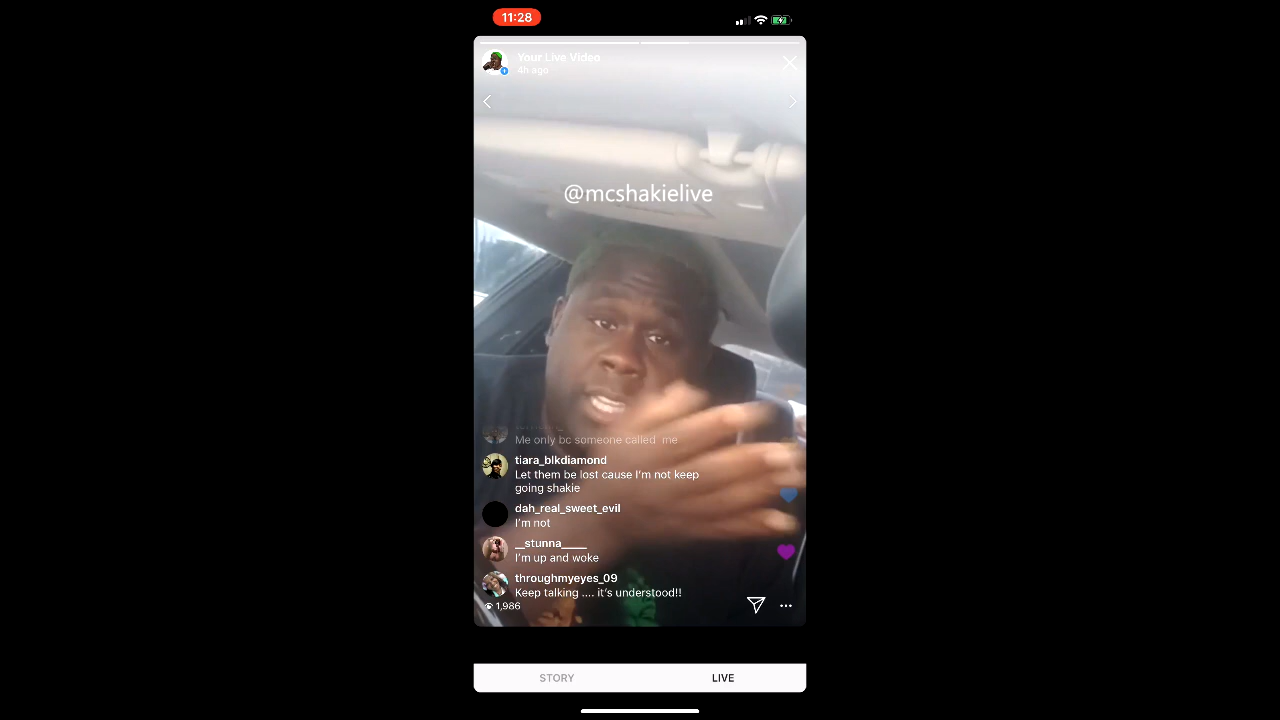 11:28
Your Live Video
4h ago
@mcshakielive
Me only bc someone called me
tiara_blkdiamond
Let them be lost cause I'm not keep
going shakie
dah_real_sweet_evil
I'm not
__stunna_____
I'm up and woke
throughmyeyes_09
Keep talking .... it's understood!!
1,986
STORY
LIVE